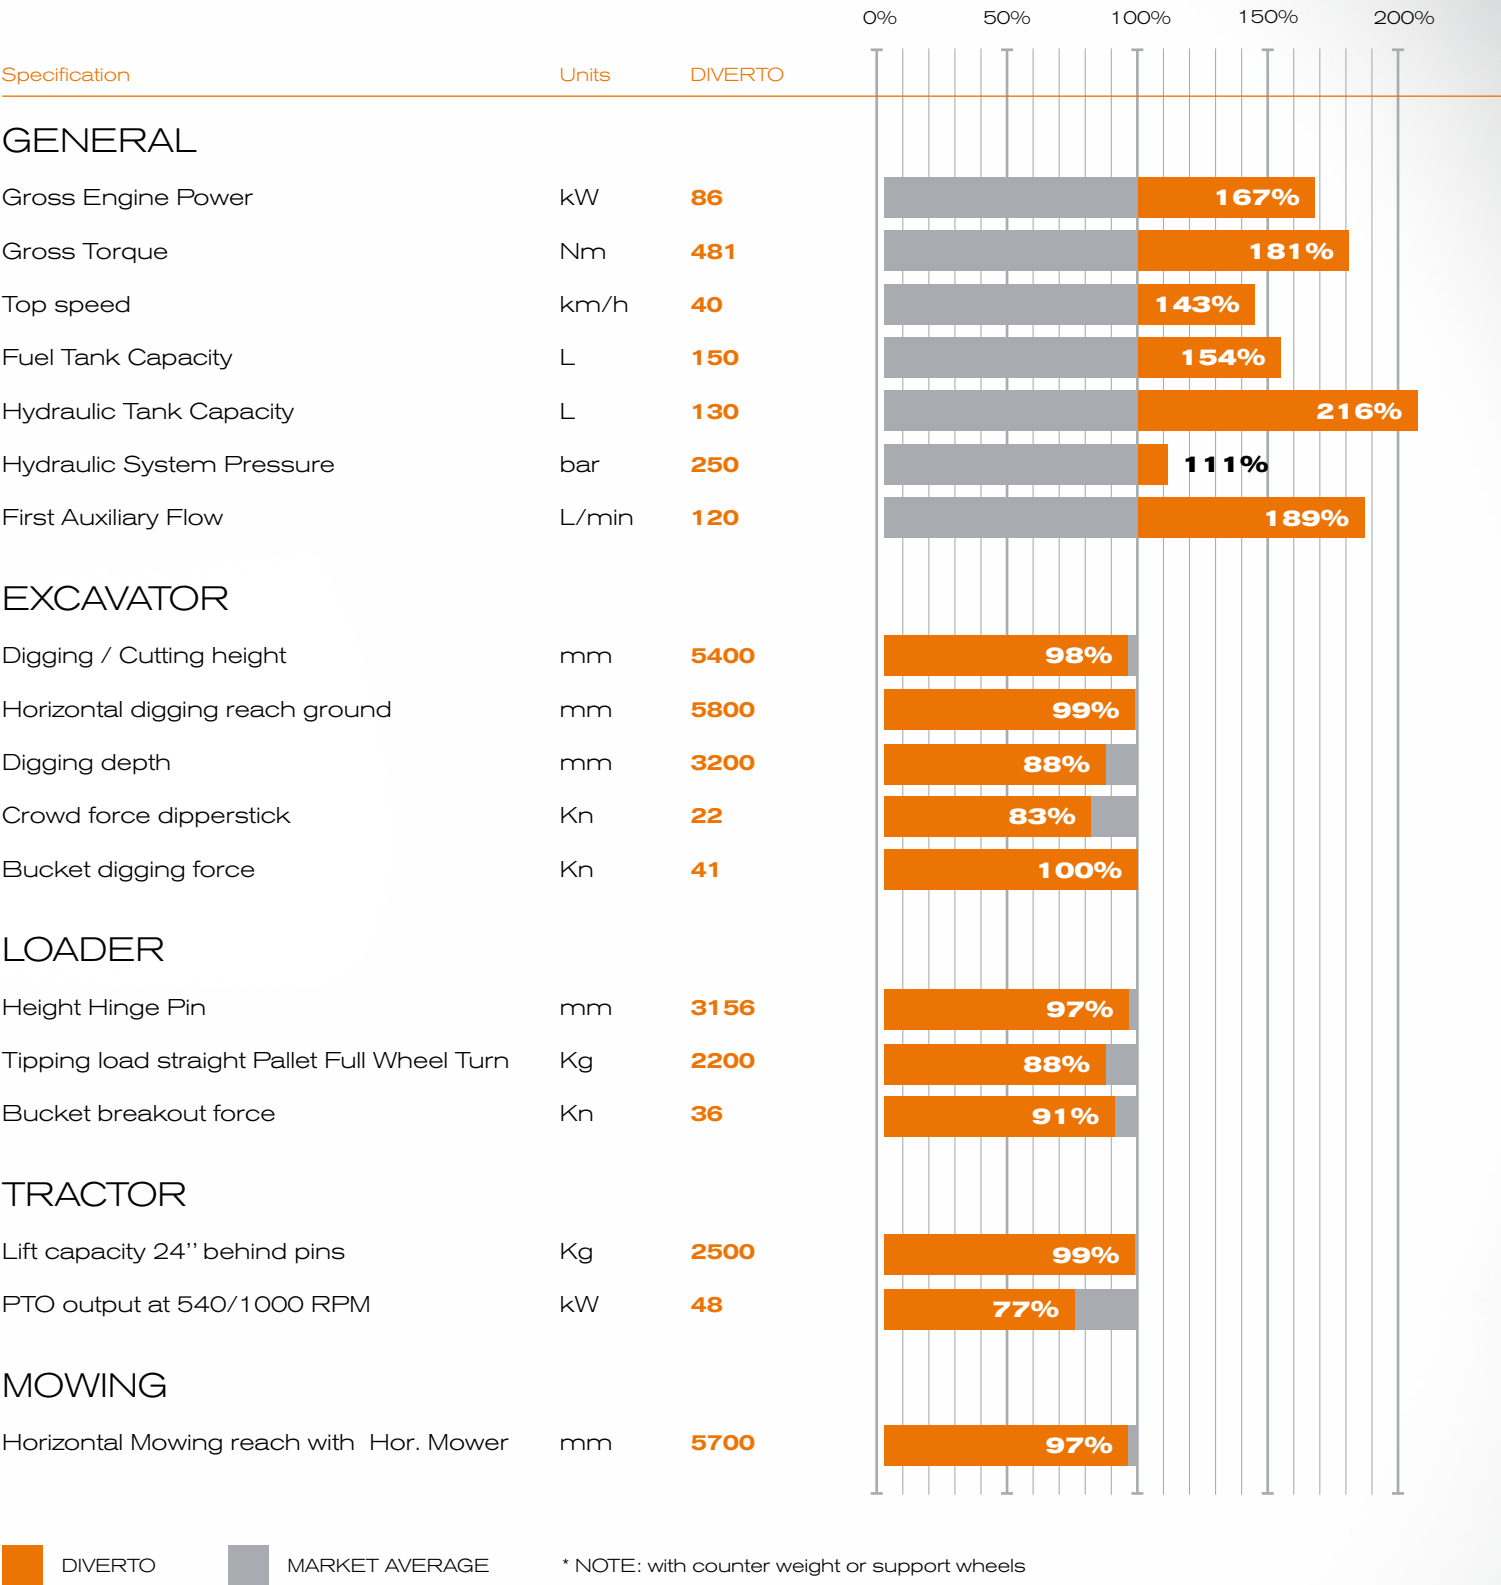 0% 50% 100% 150% 200%
Specification Units DIVERTO
GENERAL
Gross Engine Power kW 86 167%
Gross Torque Nm 481 181%
Top speed km/h 40 143%
Fuel Tank Capacity L 150 154%
Hydraulic Tank Capacity L 130 216%
Hydraulic System Pressure bar 250 111%
First Auxiliary Flow L/min 120 189%
EXCAVATOR
Digging / Cutting height mm 5400 98%
Horizontal digging reach ground mm 5800 99%
Digging depth mm 3200 88%
Crowd force dipperstick Kn 22 83%
Bucket digging force Kn 41 100%
LOADER
Height Hinge Pin mm 3156 97%
Tipping load straight Pallet Full Wheel Turn Kg 2200 88%
Bucket breakout force Kn 36 91%
TRACTOR
Lift capacity 24'' behind pins Kg 2500 99%
PTO output at 540/1000 RPM kW 48 77%
MOWING
Horizontal Mowing reach with Hor. Mower mm 5700 97%
DIVERTO MARKET AVERAGE * NOTE: with counter weight or support wheels